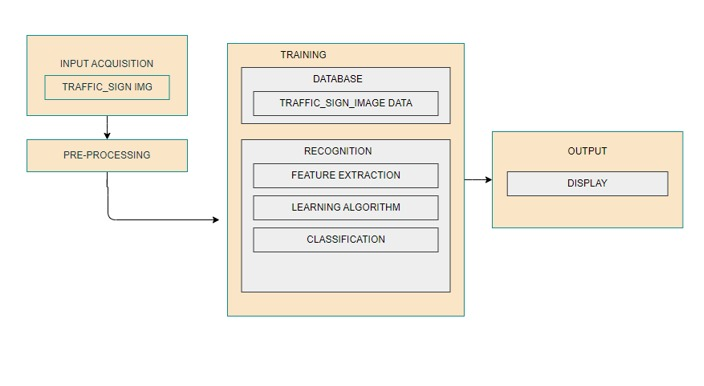 INPUT ACQUISITION
TRAFFIC_SIGN IMG
PRE-PROCESSING
TRAINING
DATABASE
TRAFFIC_SIGN_IMAGE DATA
RECOGNITION
FEATURE EXTRACTION
LEARNING ALGORITHM
CLASSIFICATION
OUTPUT
DISPLAY